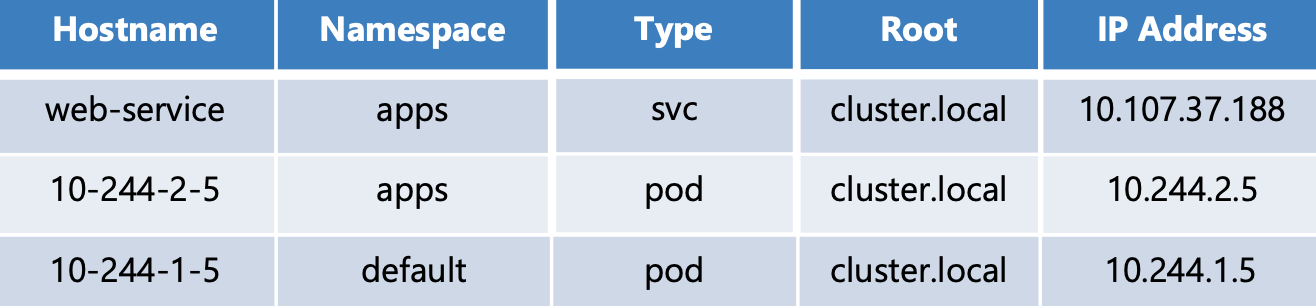 Hostname Namespace Type Root IP Address
web-service apps svc cluster.local 10.107.37.188
10-244-2-5 apps pod cluster.local 10.244.2.5
10-244-1-5 default pod cluster.local 10.244.1.5